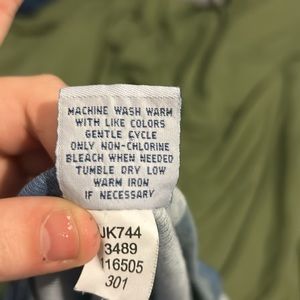 MACHINE WASH WARM
WITH LIKE COLORS
GENTLE CYCLE
ONLY NON-CHLORINE
BLEACH WHEN NEEDED
TUMBLE DRY LOW
WARM IRON
IF NECESSARY
JK744
3489
116505
301